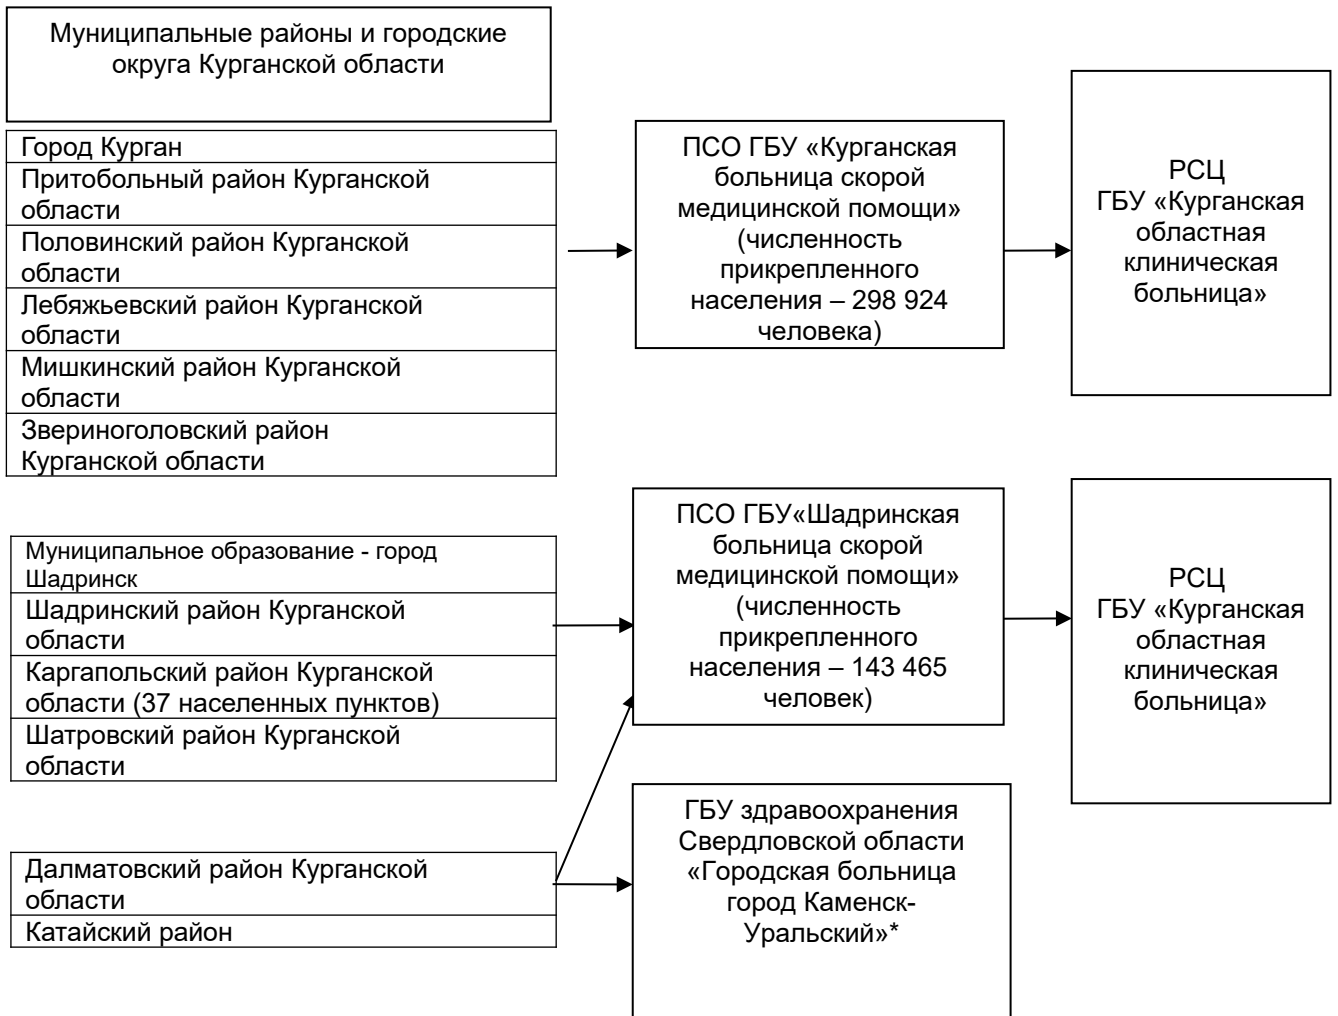 Муниципальные районы и городские
округа Курганской области
Город Курган
Притобольный район Курганской
области
Половинский район Курганской
области
Лебяжьевский район Курганской
области
Мишкинский район Курганской
области
Звериноголовский район
Курганской области
ПСО ГБУ «Курганская
больница скорой
медицинской помощи»
(численность
прикрепленного
населения – 298 924
человека)
РСЦ
ГБУ «Курганская
областная
клиническая
больница»
Муниципальное образование - город
Шадринск
Шадринский район Курганской
области
Каргапольский район Курганской
области (37 населенных пунктов)
Шатровский район Курганской
области
ПСО ГБУ«Шадринская
больница скорой
медицинской помощи»
(численность
прикрепленного
населения – 143 465
человек)
РСЦ
ГБУ «Курганская
областная
клиническая
больница»
Далматовский район Курганской
области
Катайский район
ГБУ здравоохранения
Свердловской области
«Городская больница
город Каменск-
Уральский»*